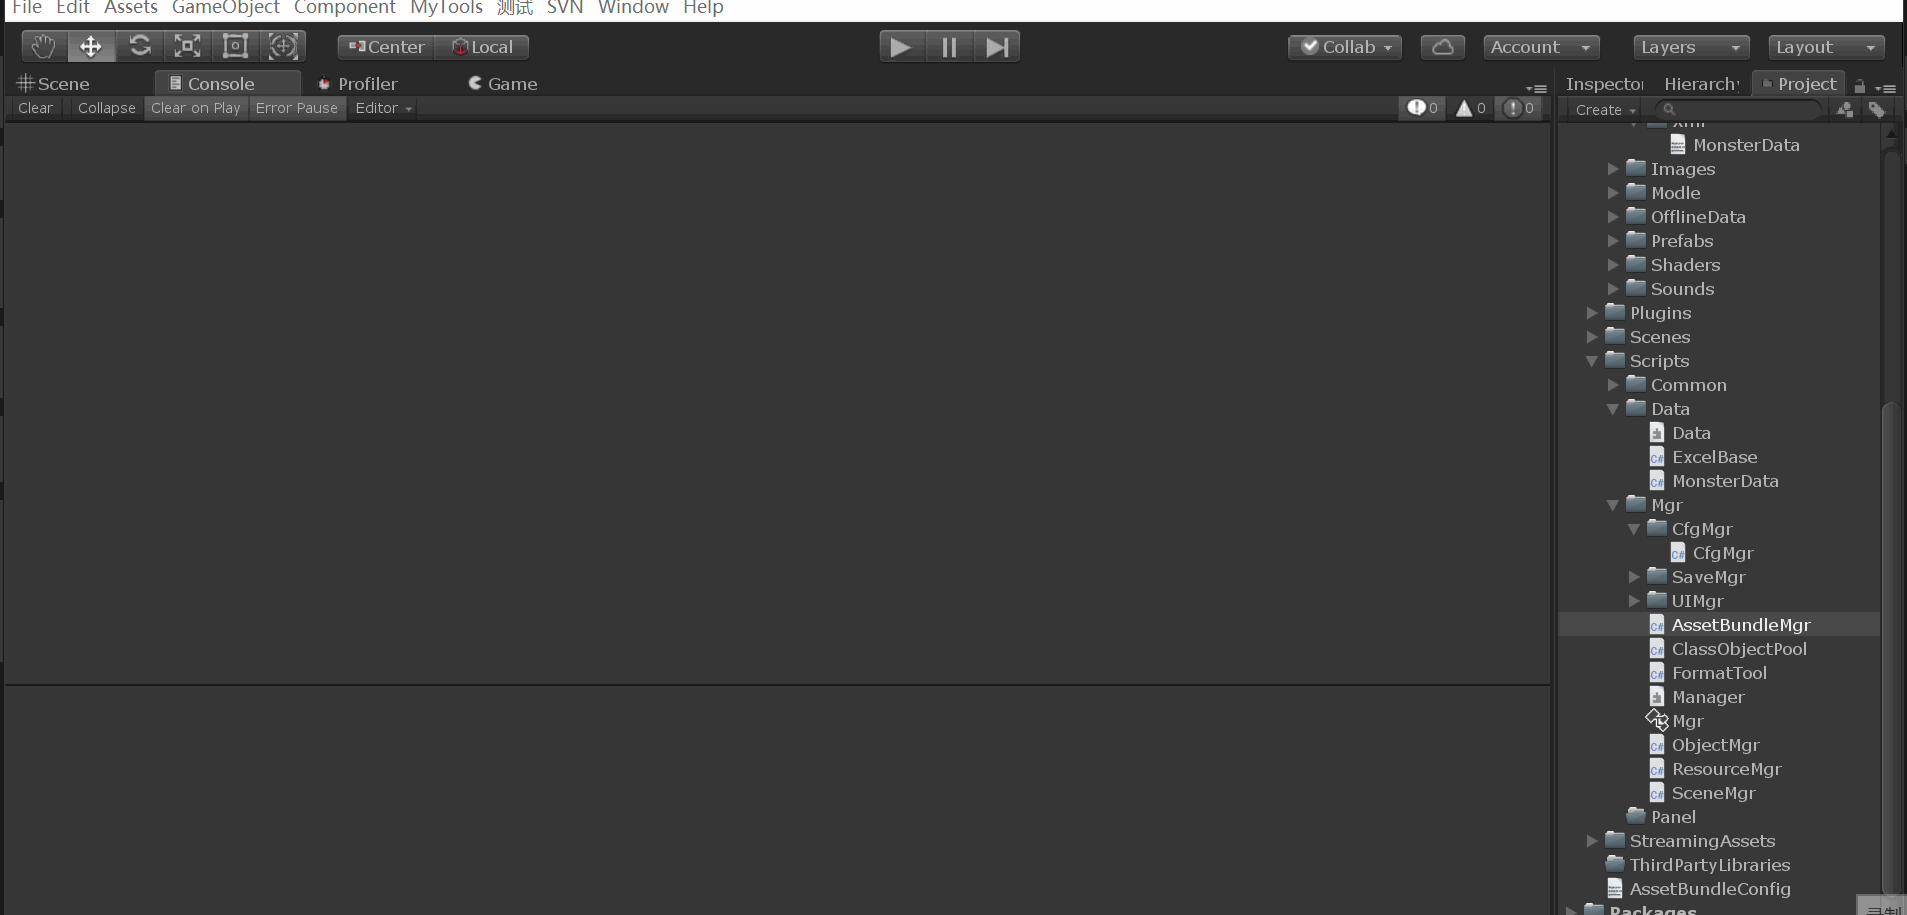 File Edit Assets GameObject Component MyTools 测试 SVN Window Help
Center Local Collab Account Layers Layout
Scene Console Profiler Game Inspector Hierarchy Project
Clear Collapse Clear on Play Error Pause Editor 0 0 0 Create
Xml
MonsterData
Images
Modle
OfflineData
Prefabs
Shaders
Sounds
Plugins
Scenes
Scripts
Common
Data
Data
C# ExcelBase
C# MonsterData
Mgr
CfgMgr
C# CfgMgr
SaveMgr
UIMgr
C# AssetBundleMgr
C# ClassObjectPool
C# FormatTool
Manager
Mgr
C# ObjectMgr
C# ResourceMgr
C# SceneMgr
Panel
StreamingAssets
ThirdPartyLibraries
AssetBundleConfig
Packages